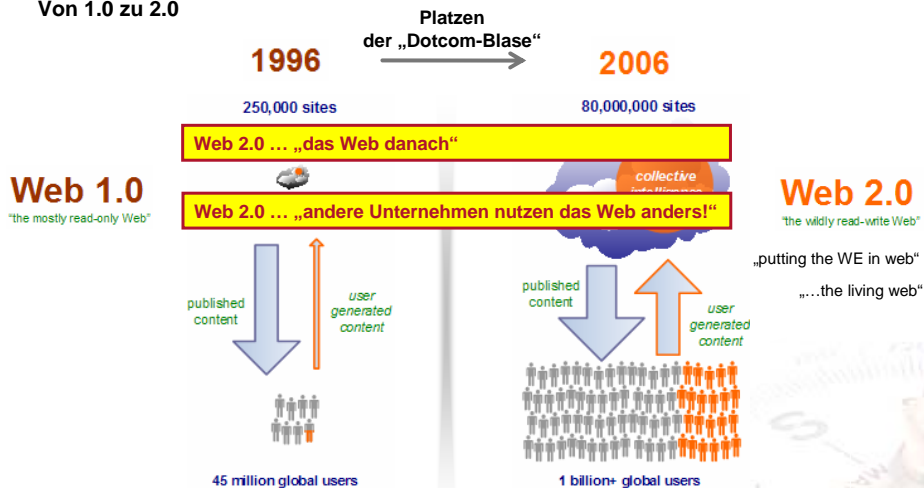 Von 1.0 zu 2.0
Platzen
der „Dotcom-Blase“
1996
2006
250,000 sites
80,000,000 sites
Web 2.0 … „das Web danach“
collective
Web 1.0
"the mostly read-only Web"
Web 2.0 … „andere Unternehmen nutzen das Web anders!“
Web 2.0
"the wildly read-write Web"
„putting the WE in web“
„…the living web“
published
content
user
generated
content
published
content
user
generated
content
45 million global users
1 billion+ global users